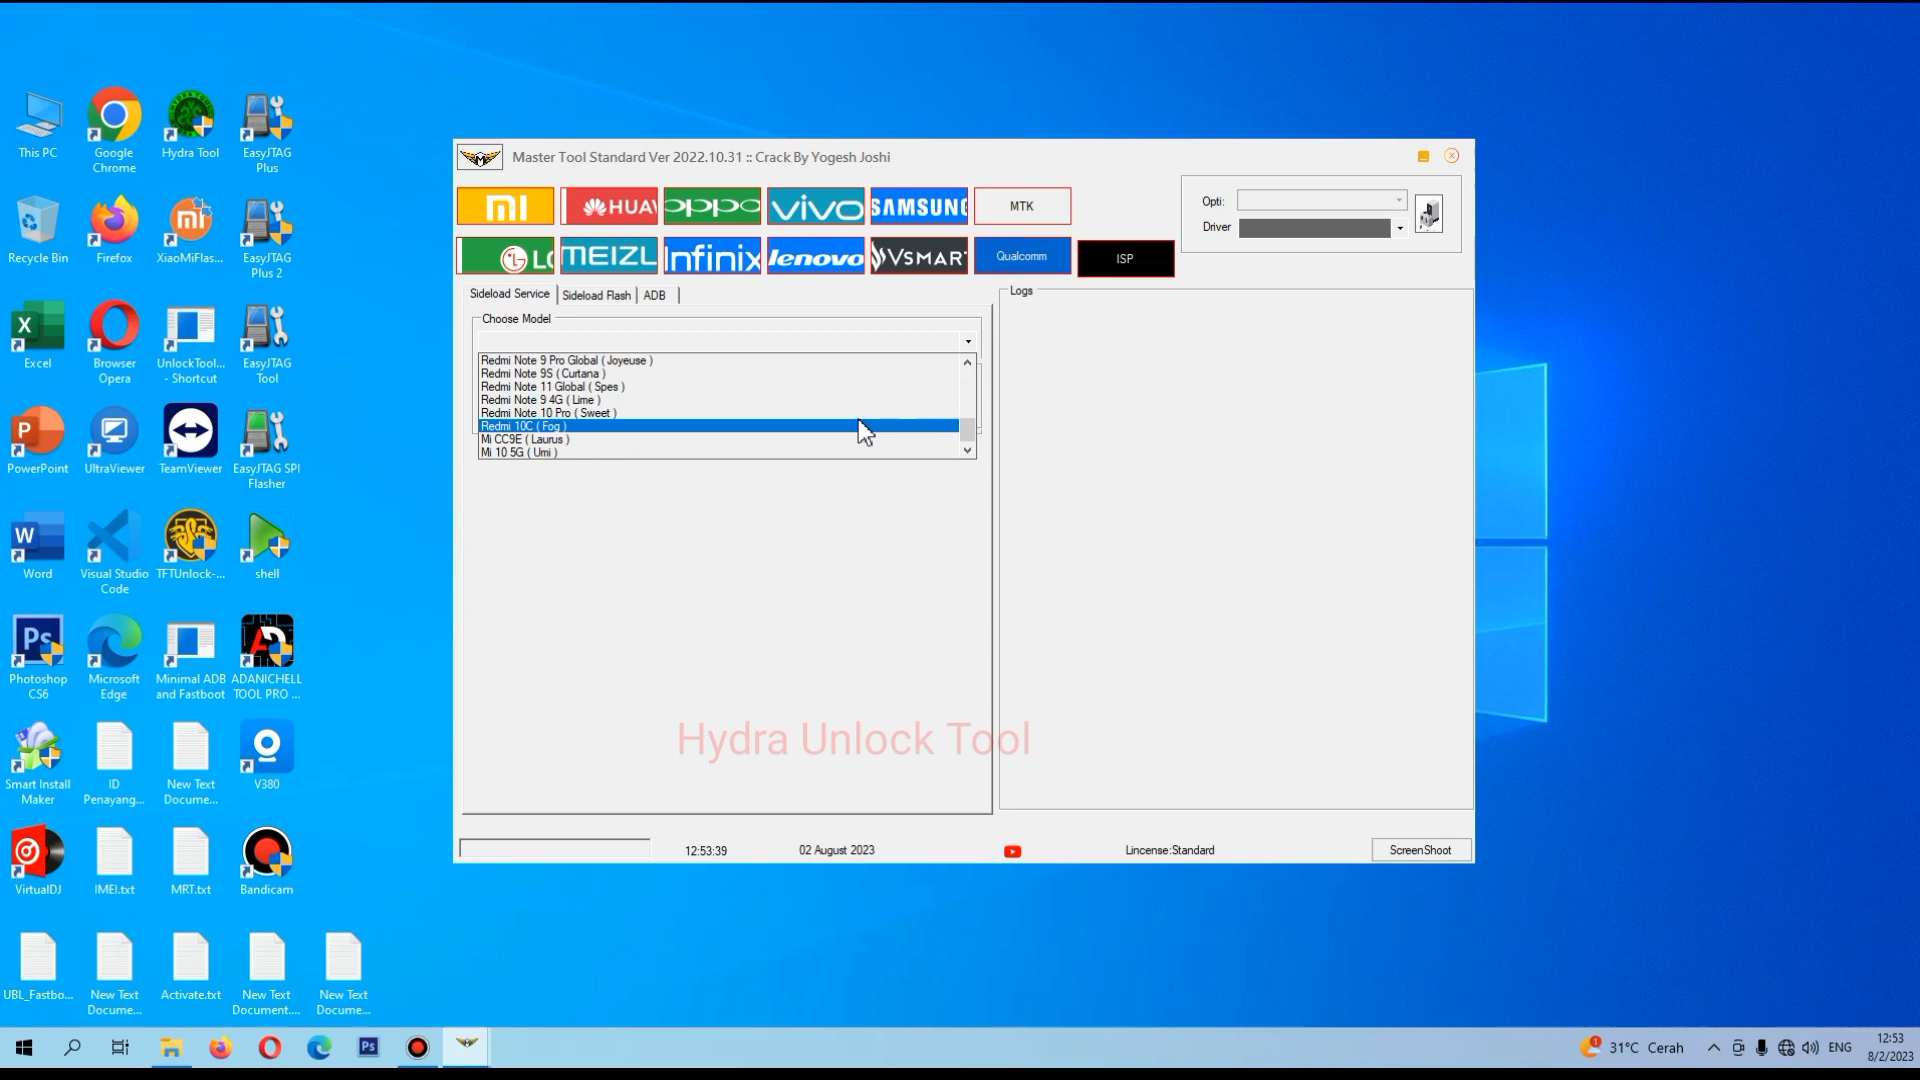 This PC
Google Chrome
Hydra Tool
EasyJTAG Plus
Recycle Bin
Firefox
XiaoMiFlas...
EasyJTAG Plus 2
Excel
Browser Opera
UnlockTool... - Shortcut
EasyJTAG Tool
PowerPoint
UltraViewer
TeamViewer
EasyJTAG SPI Flasher
Word
Visual Studio Code
TFTUnlock-...
shell
Photoshop CS6
Microsoft Edge
Minimal ADB and Fastboot
ADANICHELL TOOL PRO ...
Smart Install Maker
ID Penayang...
New Text Docume...
V380
VirtualDJ
IMEI.txt
MRT.txt
Bandicam
UBL_Fastbo...
New Text Docume...
Activate.txt
New Text Document....
New Text Docume...
Master Tool Standard Ver 2022.10.31 :: Crack By Yogesh Joshi
HUAV
oppo
vivo
SAMSUNG
MTK
LG
MEIZU
Infinix
lenovo
VSMART
Qualcomm
ISP
Opti:
Driver
Sideload Service
Sideload Flash
ADB
Choose Model
Redmi Note 9 Pro Global ( Joyeuse )
Redmi Note 9S ( Curtana )
Redmi Note 11 Global ( Spes )
Redmi Note 9 4G ( Lime )
Redmi Note 10 Pro ( Sweet )
Redmi 10C ( Fog )
Mi CC9E ( Laurus )
Mi 10 5G ( Umi )
Logs
Hydra Unlock Tool
12:53:39
02 August 2023
Lincense:Standard
ScreenShoot
31°C Cerah
ENG
12:53
8/2/2023